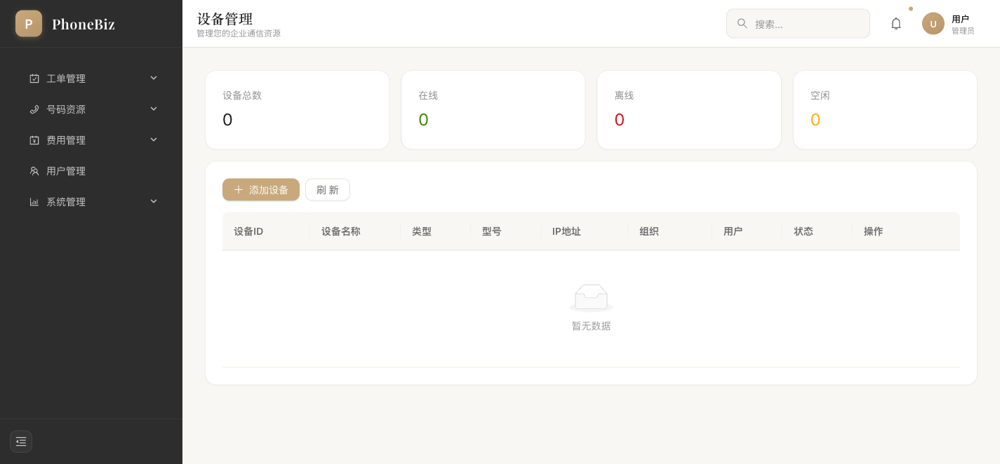 P PhoneBiz
工单管理
号码资源
费用管理
用户管理
系统管理
设备管理
管理您的企业通信资源
搜索...
U
用户
管理员
设备总数
0
在线
0
离线
0
空闲
0
添加设备
刷 新
设备ID 设备名称 类型 型号 IP地址 组织 用户 状态 操作
暂无数据